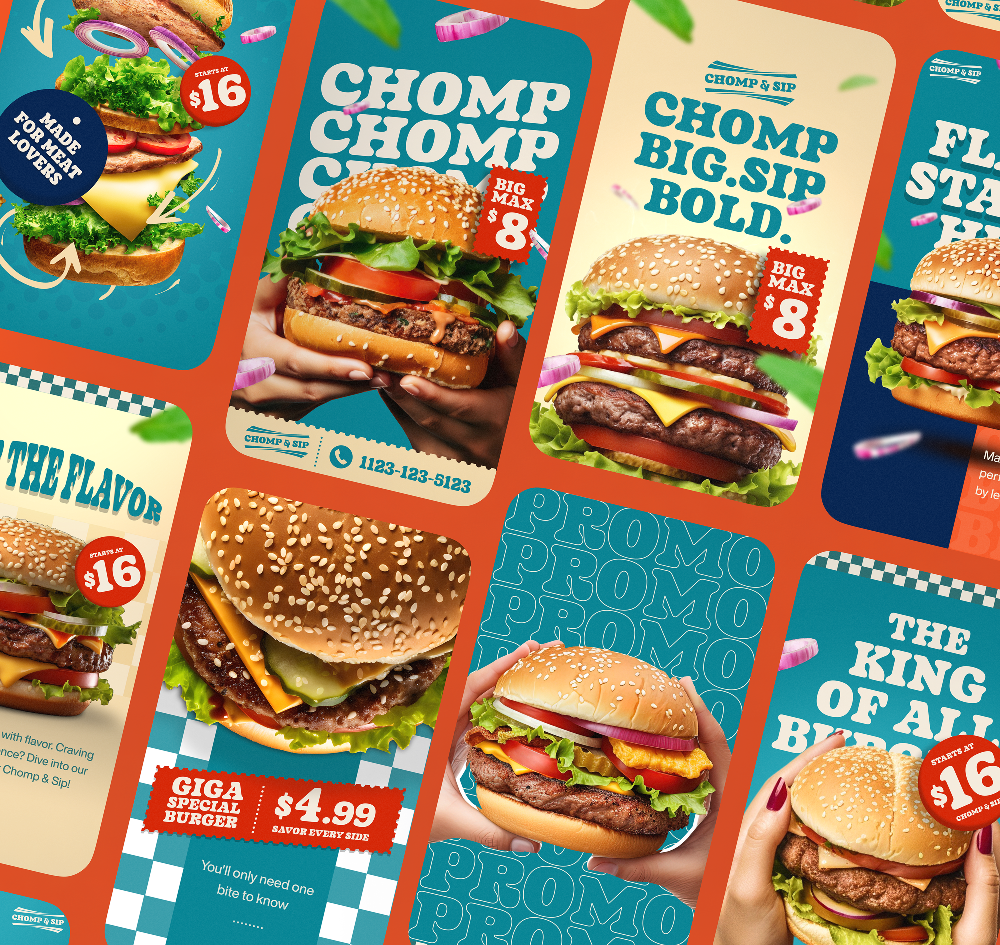 STARTS AT
$16
MADE
FOR MEAT
LOVERS
CHOMP
CHOMP
BIG
MAX
$8
CHOMP & SIP
1123-123-5123
CHOMP & SIP
CHOMP
BIG.SIP
BOLD.
BIG
MAX
$8
CHOMP & SIP
THE FLAVOR
STARTS AT
$16
with flavor. Craving
Dive into our
Chomp & Sip!
CHOMP & SIP
GIGA
SPECIAL
BURGER
$4.99
SAVOR EVERY SIDE
You'll only need one
bite to know
PROMO
PROMO
PROMO
PROMO
PROMO
PROMO
THE
KING
OF ALL
STARTS AT
$16
CHOMP & SIP
by